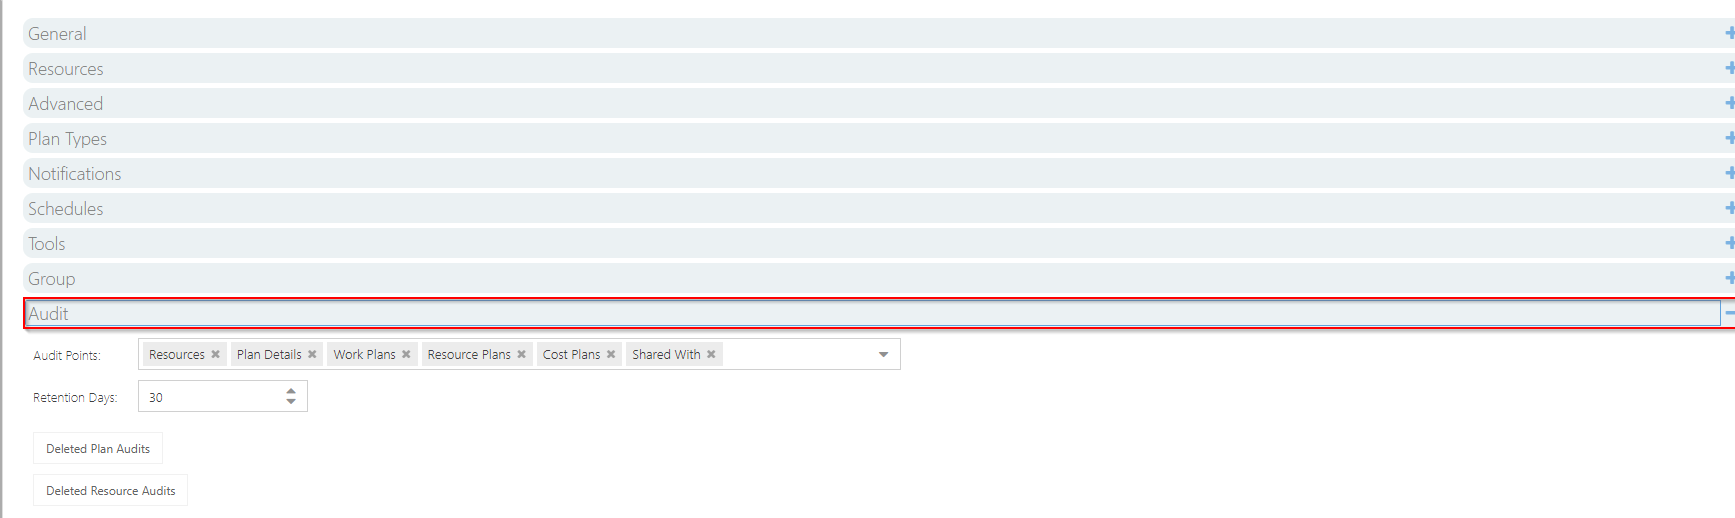 General
Resources
Advanced
Plan Types
Notifications
Schedules
Tools
Group
Audit
Audit Points: Resources Plan Details Work Plans Resource Plans Cost Plans Shared With
Retention Days: 30
Deleted Plan Audits
Deleted Resource Audits